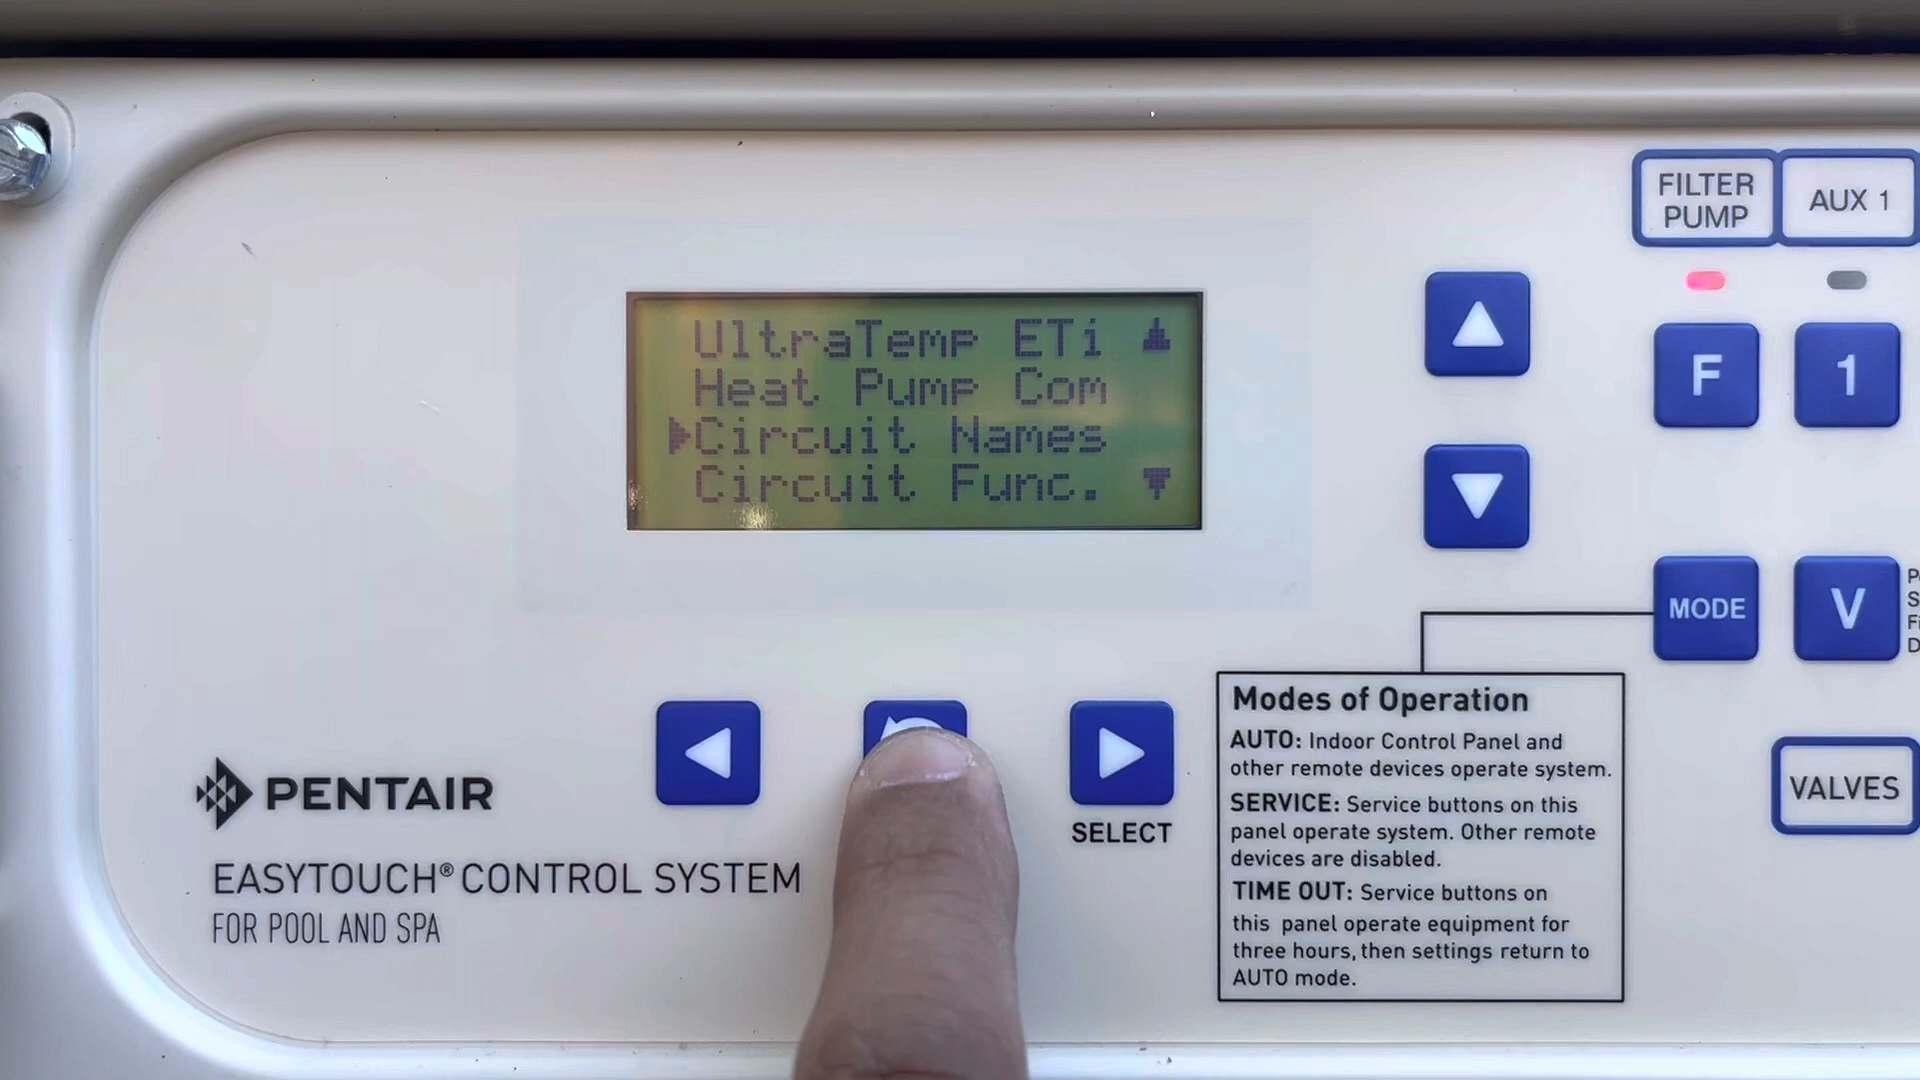 FILTER
PUMP
AUX 1
UltraTemp ETi
Heat Pump Com
Circuit Names
Circuit Func.
F
1
MODE
V
Modes of Operation
AUTO: Indoor Control Panel and
other remote devices operate system.
SERVICE: Service buttons on this
panel operate system. Other remote
devices are disabled.
TIME OUT: Service buttons on
this panel operate equipment for
three hours, then settings return to
AUTO mode.
VALVES
SELECT
PENTAIR
EASYTOUCH® CONTROL SYSTEM
FOR POOL AND SPA